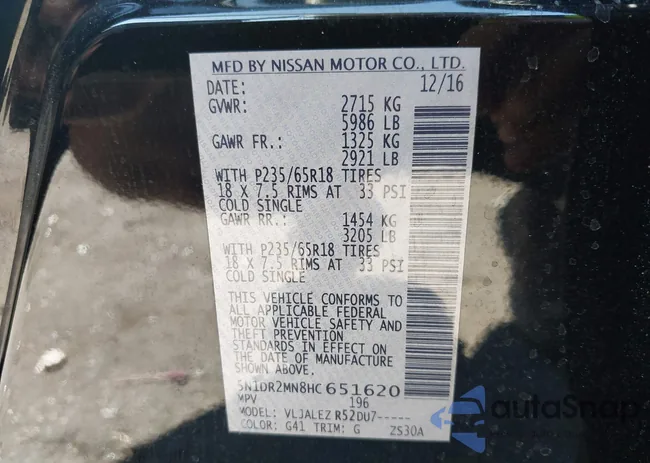 MFD BY NISSAN MOTOR CO., LTD.
DATE: 12/16
GVWR: 2715 KG
5986 LB
GAWR FR.: 1325 KG
2921 LB
WITH P235/65R18 TIRES
18 X 7.5 RIMS AT 33 PSI
COLD SINGLE
GAWR RR.: 1454 KG
3205 LB
WITH P235/65R18 TIRES
18 X 7.5 RIMS AT 33 PSI
COLD SINGLE
THIS VEHICLE CONFORMS TO
ALL APPLICABLE FEDERAL
MOTOR VEHICLE SAFETY AND
THEFT PREVENTION
STANDARDS IN EFFECT ON
THE DATE OF MANUFACTURE
SHOWN ABOVE.
5N1DR2MN8HC651620
MPV 196
MODEL: VLJALEZ R52DU7-----
COLOR: G41 TRIM: G ZS30A
autoSnap